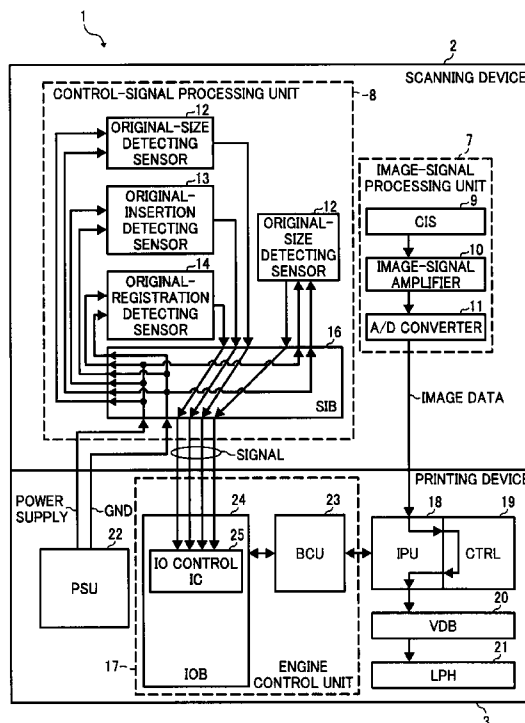 1
2
SCANNING DEVICE
CONTROL-SIGNAL PROCESSING UNIT
8
12
ORIGINAL-SIZE
DETECTING
SENSOR
13
ORIGINAL-
INSERTION
DETECTING
SENSOR
14
ORIGINAL-
REGISTRATION
DETECTING
SENSOR
12
ORIGINAL-
SIZE
DETECTING
SENSOR
16
SIB
7
IMAGE-SIGNAL
PROCESSING UNIT
9
CIS
10
IMAGE-SIGNAL
AMPLIFIER
11
A/D CONVERTER
IMAGE DATA
SIGNAL
PRINTING DEVICE
POWER
SUPPLY
GND
22
PSU
24
25
IO CONTROL
IC
IOB
23
BCU
17
ENGINE
CONTROL UNIT
18
IPU
19
CTRL
20
VDB
21
LPH
3